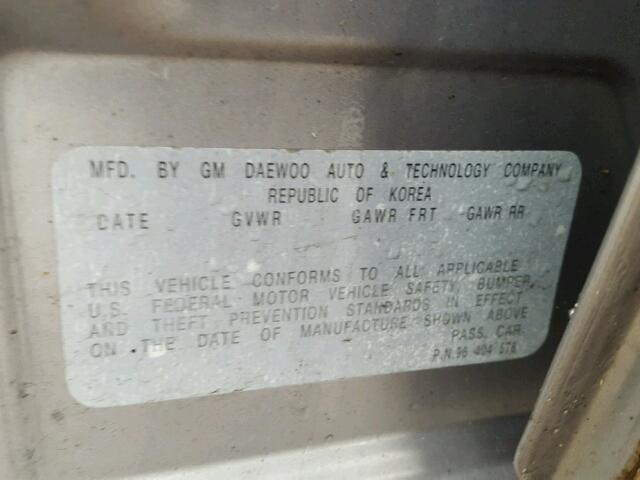 MFD. BY GM DAEWOO AUTO & TECHNOLOGY COMPANY
REPUBLIC OF KOREA
DATE GVWR GAWR FRT GAWR RR
THIS VEHICLE CONFORMS TO ALL APPLICABLE
U.S. FEDERAL MOTOR VEHICLE SAFETY, BUMPER,
AND THEFT PREVENTION STANDARDS IN EFFECT
ON THE DATE OF MANUFACTURE SHOWN ABOVE
PASS. CAR
P.N.96 404